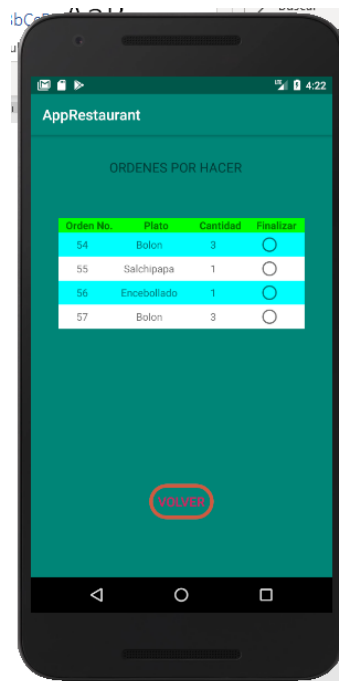 4:22
AppRestaurant
ORDENES POR HACER
Orden No. Plato Cantidad Finalizar
54 Bolon 3
55 Salchipapa 1
56 Encebollado 1
57 Bolon 3
VOLVER